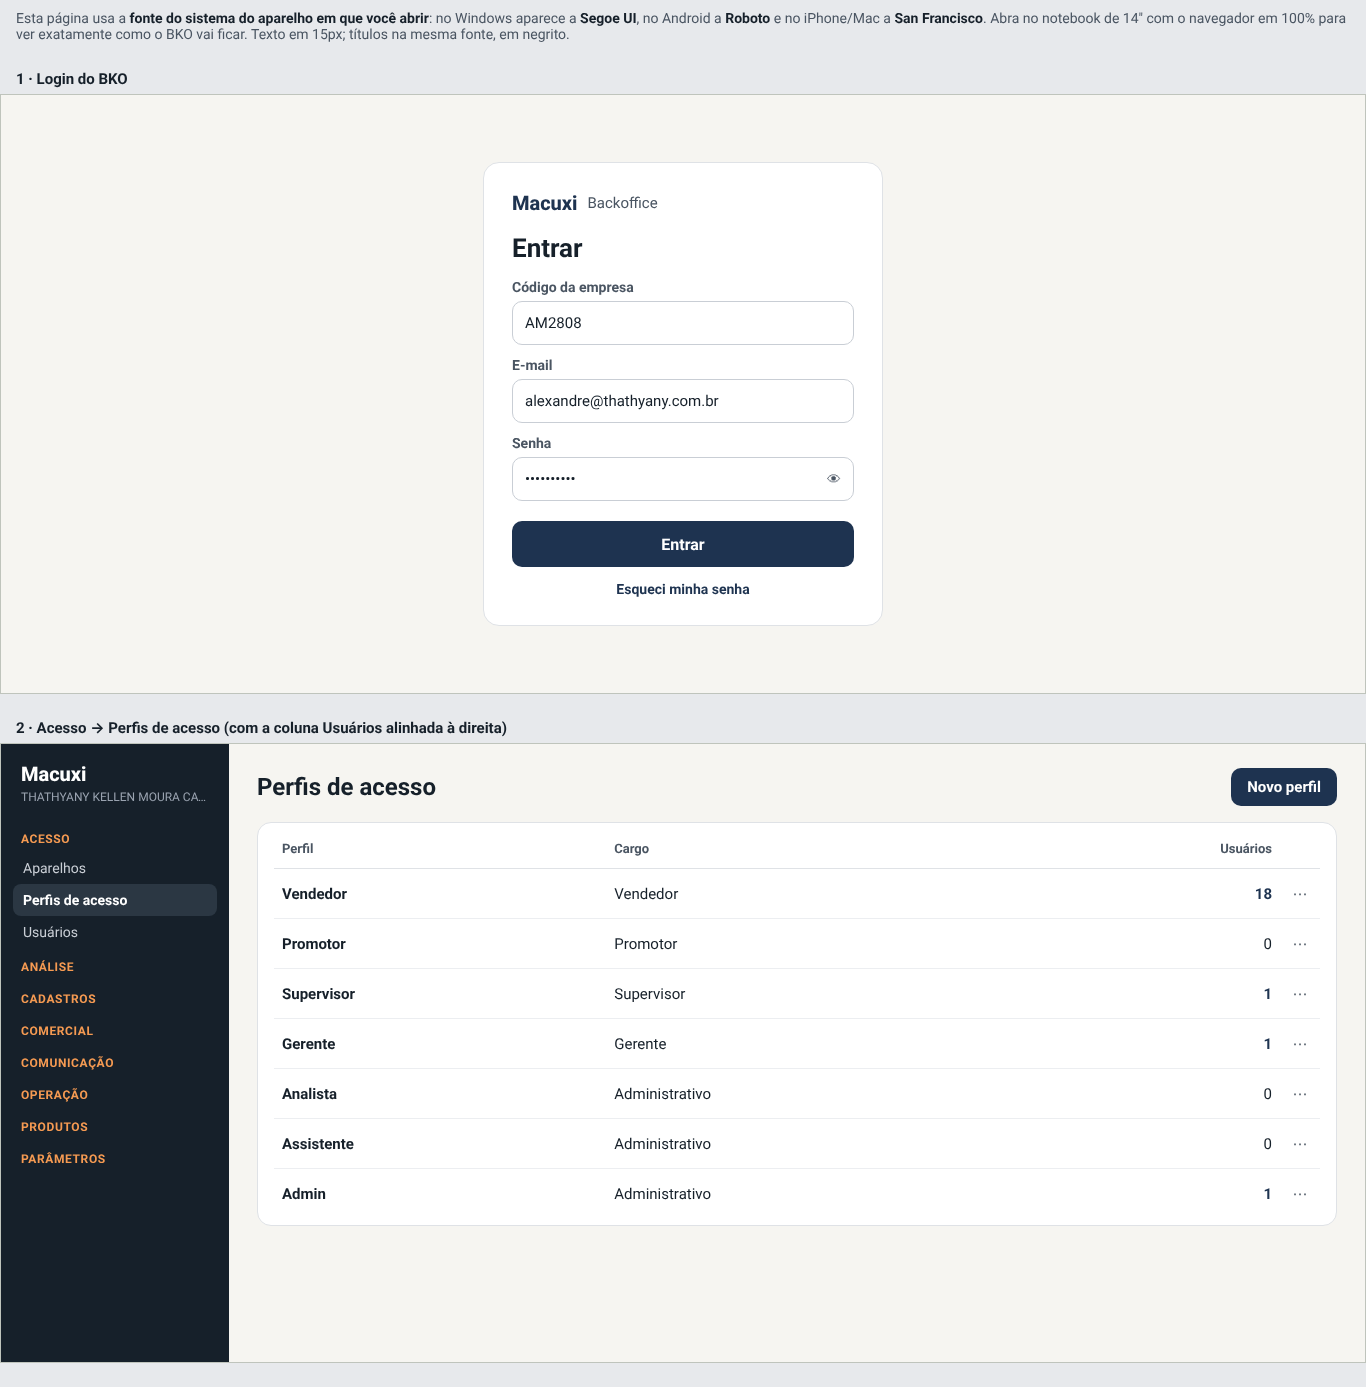 Esta página usa a fonte do sistema do aparelho em que você abrir: no Windows aparece a Segoe UI, no Android a Roboto e no iPhone/Mac a San Francisco. Abra no notebook de 14" com o navegador em 100% para
ver exatamente como o BKO vai ficar. Texto em 15px; títulos na mesma fonte, em negrito.
1 · Login do BKO
Macuxi Backoffice
Entrar
Código da empresa
AM2808
E-mail
alexandre@thathyany.com.br
Senha
••••••••••
Entrar
Esqueci minha senha
2 · Acesso → Perfis de acesso (com a coluna Usuários alinhada à direita)
Macuxi
THATHYANY KELLEN MOURA CA...
ACESSO
Aparelhos
Perfis de acesso
Usuários
ANÁLISE
CADASTROS
COMERCIAL
COMUNICAÇÃO
OPERAÇÃO
PRODUTOS
PARÂMETROS
Perfis de acesso Novo perfil
Perfil Cargo Usuários
Vendedor Vendedor 18 ···
Promotor Promotor 0 ···
Supervisor Supervisor 1 ···
Gerente Gerente 1 ···
Analista Administrativo 0 ···
Assistente Administrativo 0 ···
Admin Administrativo 1 ···